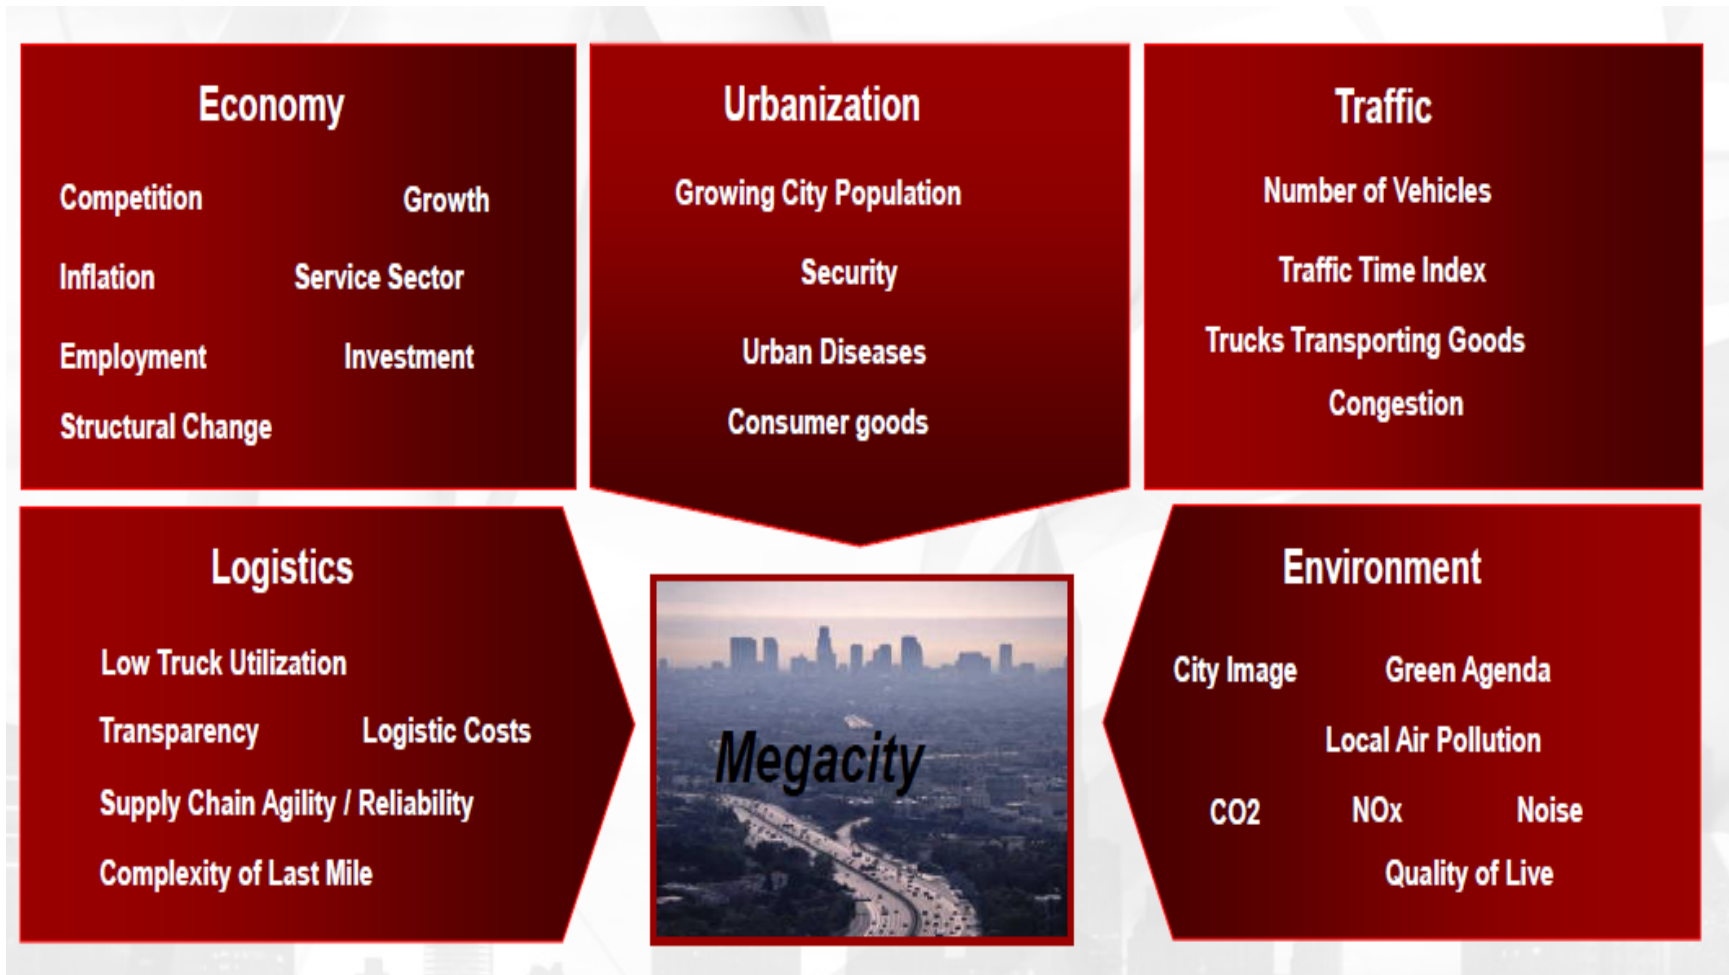 Economy
Competition Growth
Inflation Service Sector
Employment Investment
Structural Change
Urbanization
Growing City Population
Security
Urban Diseases
Consumer goods
Traffic
Number of Vehicles
Traffic Time Index
Trucks Transporting Goods
Congestion
Logistics
Low Truck Utilization
Transparency Logistic Costs
Supply Chain Agility / Reliability
Complexity of Last Mile
Megacity
Environment
City Image Green Agenda
Local Air Pollution
CO2 NOx Noise
Quality of Live